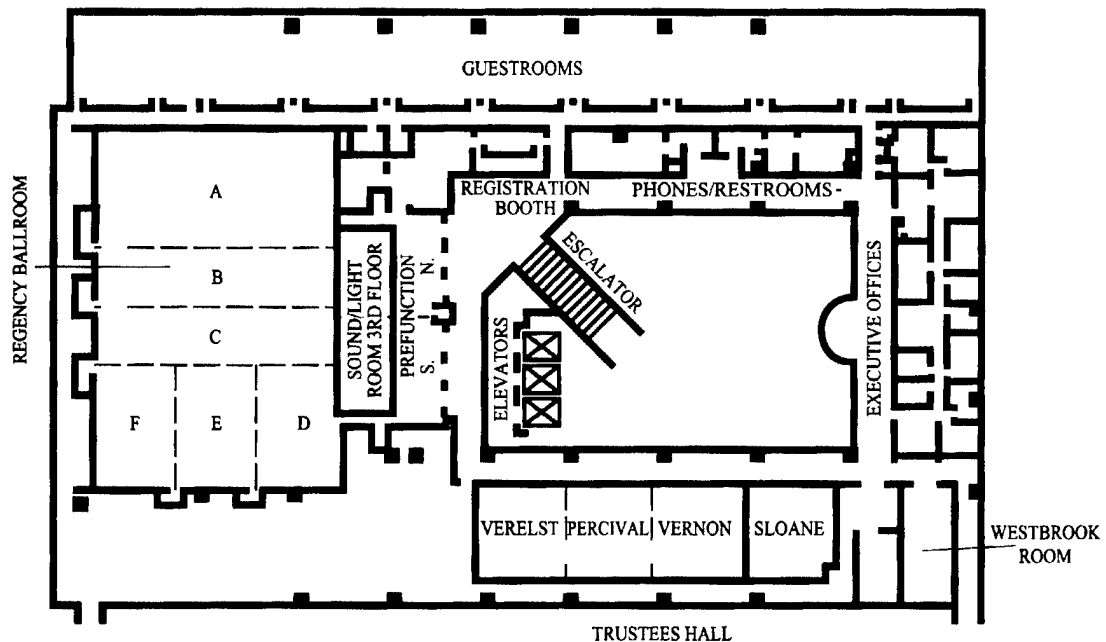 GUESTROOMS
A
REGISTRATION
BOOTH
PHONES/RESTROOMS -
REGENCY BALLROOM
B
C
SOUND/LIGHT
ROOM 3RD FLOOR
PREFUNCTION
N.
S.
ESCALATOR
ELEVATORS
EXECUTIVE OFFICES
F
E
D
VERELST
PERCIVAL
VERNON
SLOANE
WESTBROOK
ROOM
TRUSTEES HALL